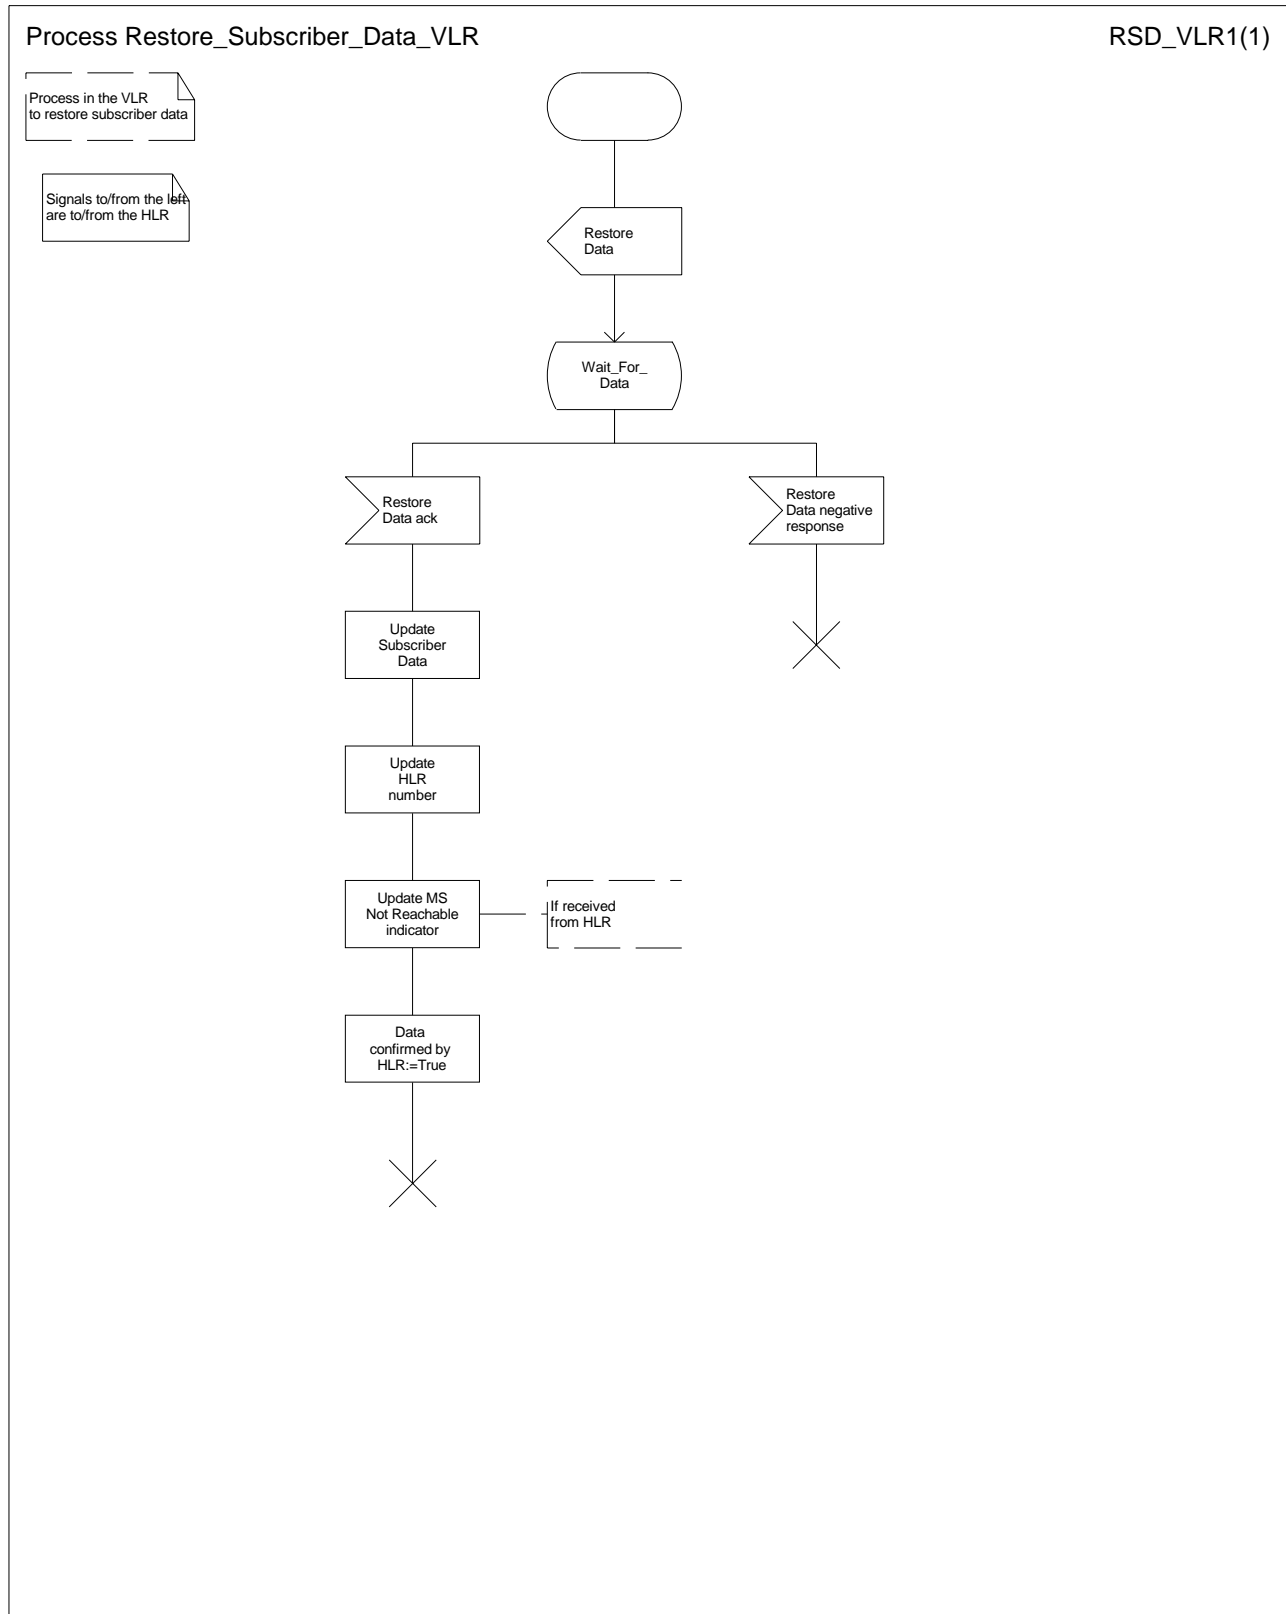 Process Restore_Subscriber_Data_VLR
RSD_VLR1(1)
Process in the VLR
to restore subscriber data
Signals to/from the left
are to/from the HLR
Restore
Data
Wait_For_
Data
Restore
Data ack
Restore
Data negative
response
Update
Subscriber
Data
Update
HLR
number
Update MS
Not Reachable
indicator
If received
from HLR
Data
confirmed by
HLR:=True